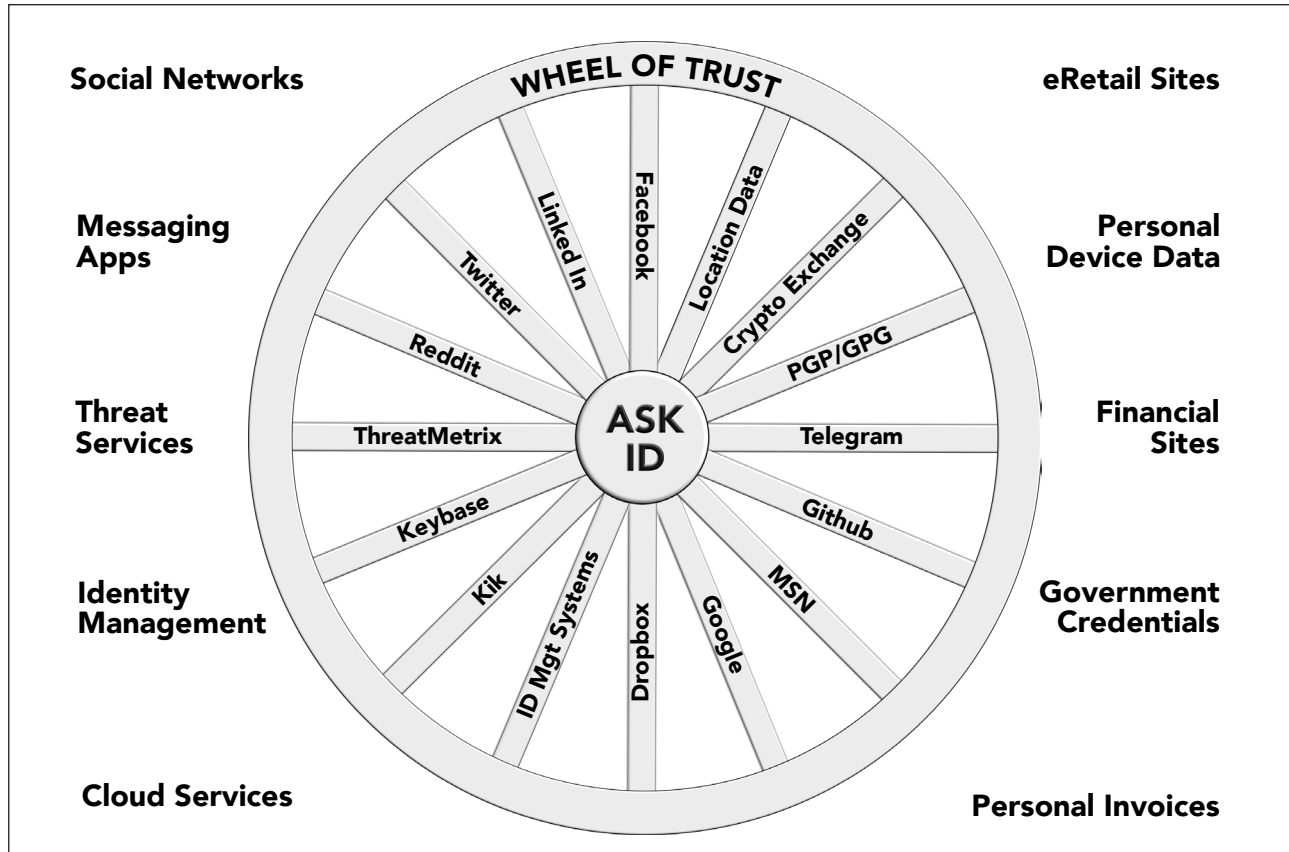 WHEEL OF TRUST
Social Networks
Messaging
Apps
Threat
Services
Identity
Management
Cloud Services
eRetail Sites
Personal
Device Data
Financial
Sites
Government
Credentials
Personal Invoices
Facebook
Location Data
Crypto Exchange
PGP/GPG
Telegram
Github
MSN
Google
Dropbox
ID Mgt Systems
Kik
Keybase
ThreatMetrix
Reddit
Twitter
Linked In
ASK
ID